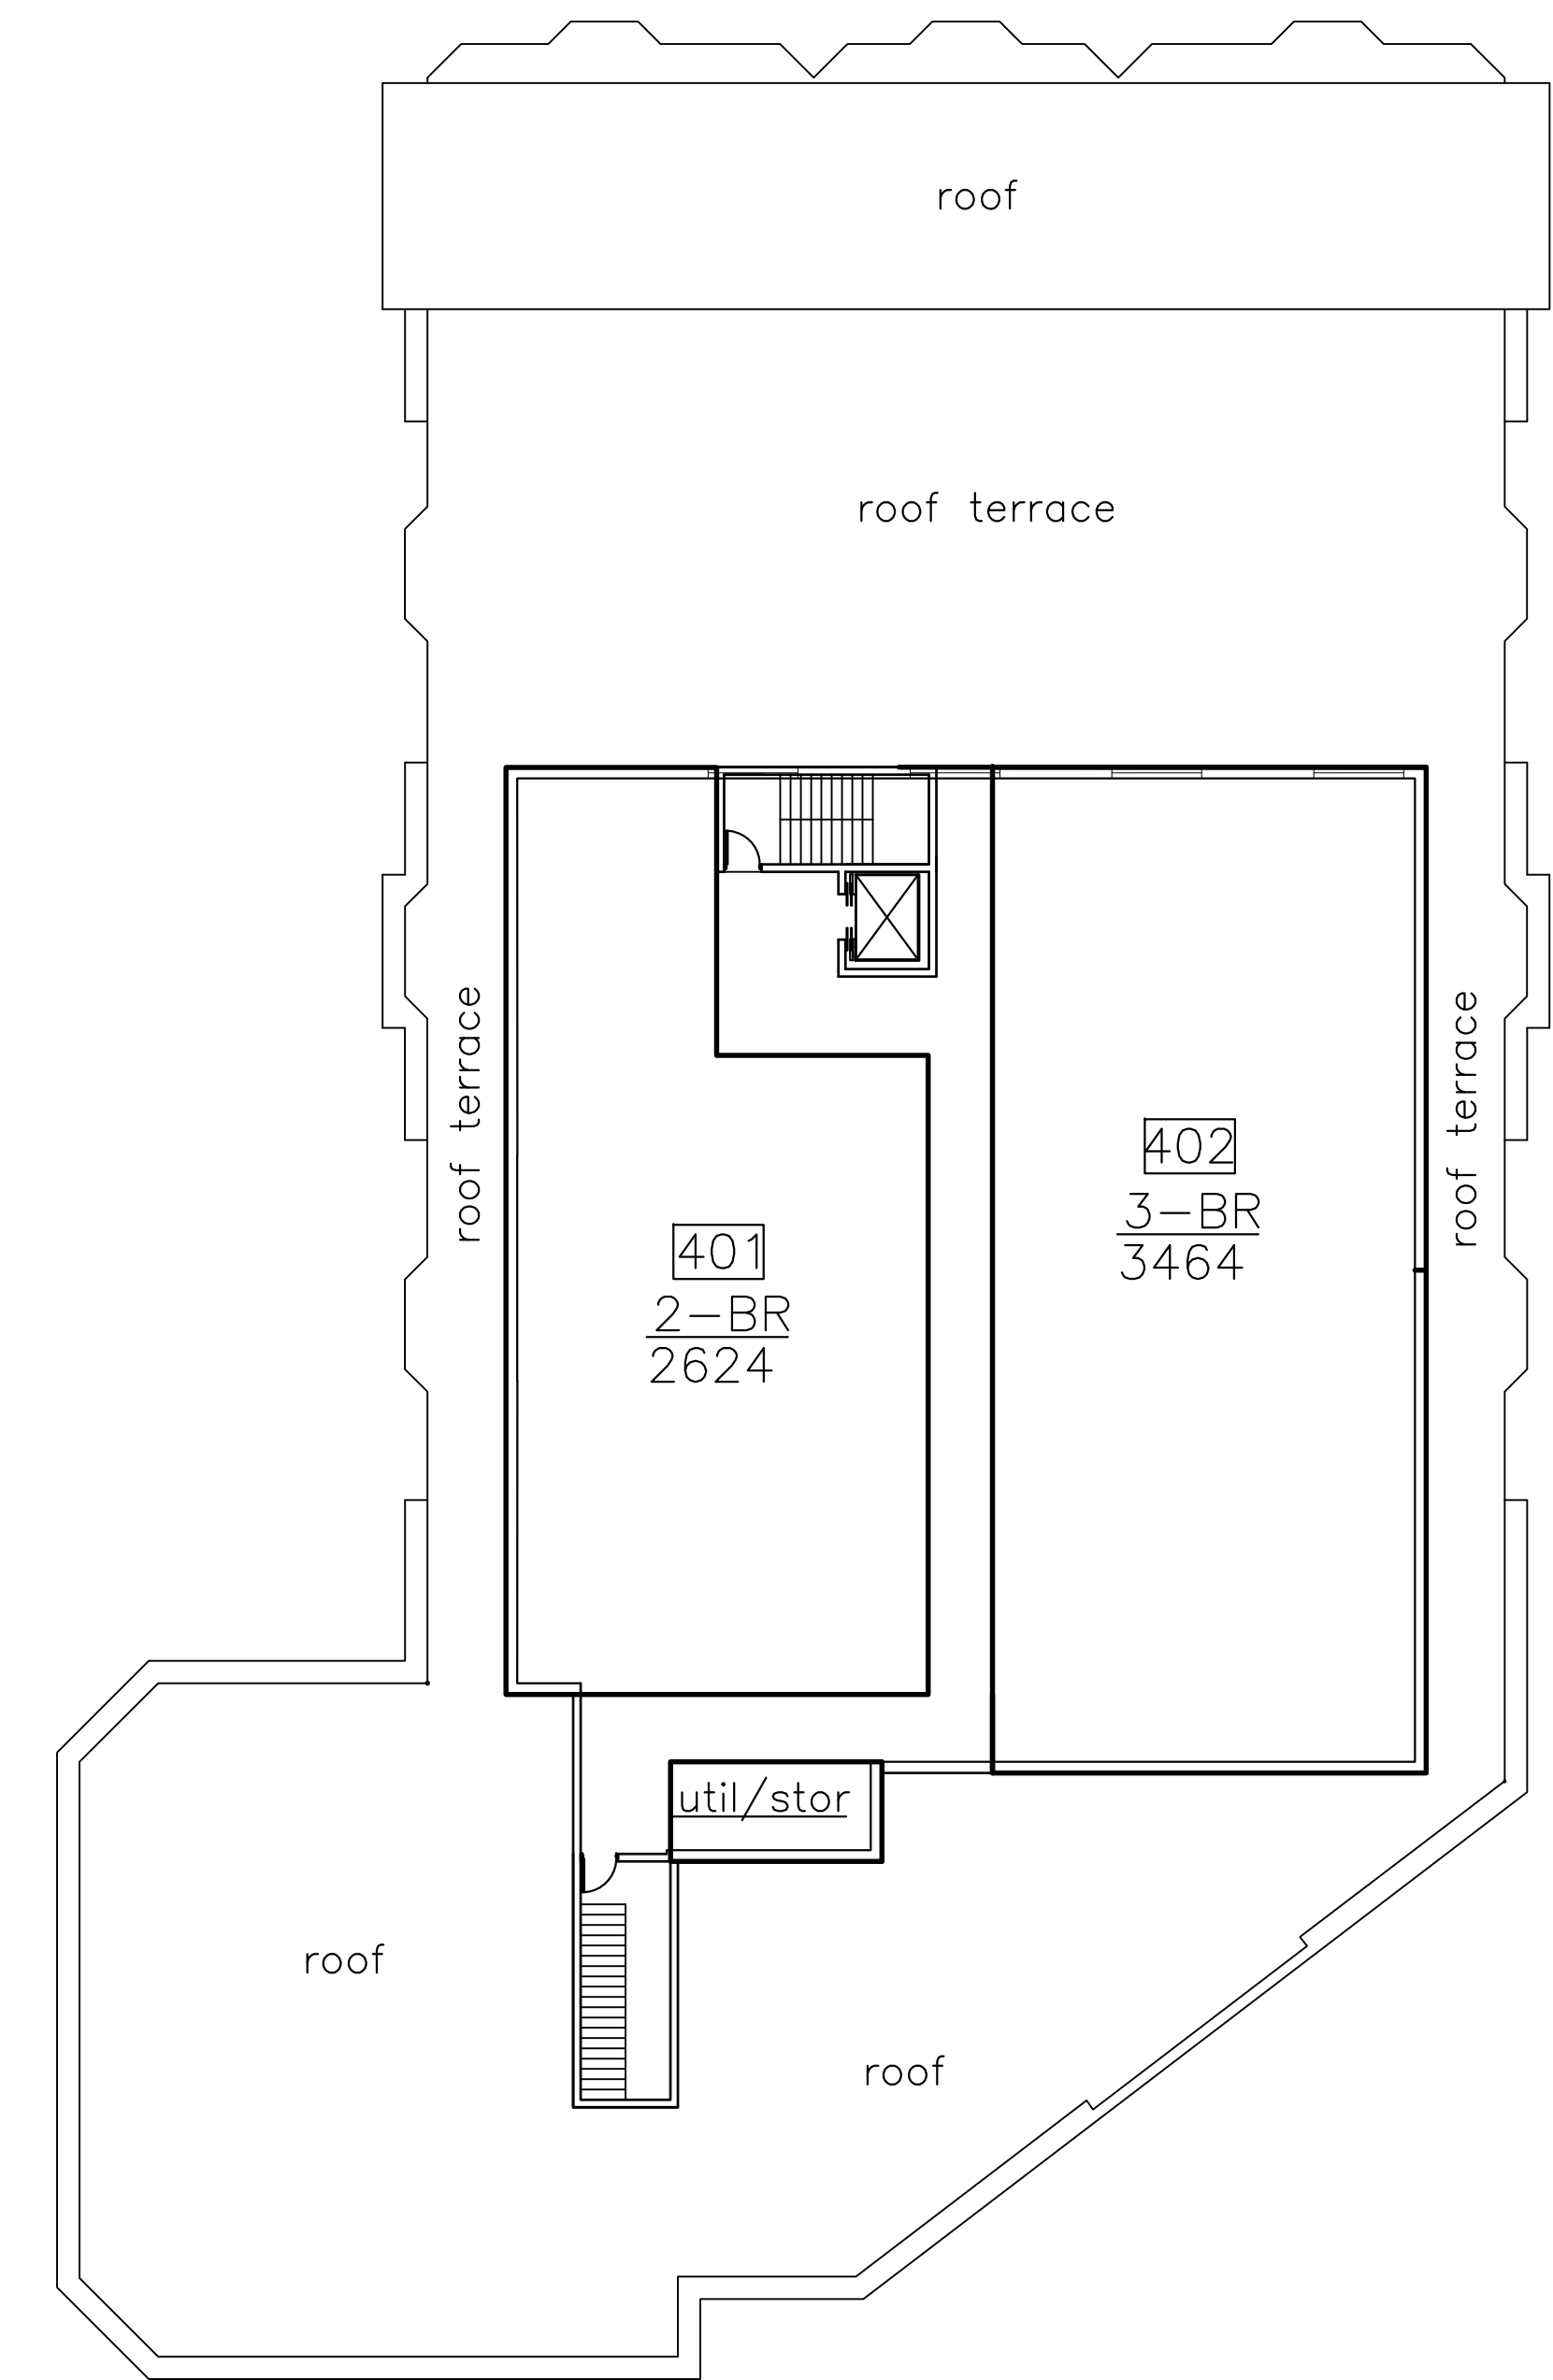 roof
roof terrace
roof terrace
roof terrace
402
3-BR
3464
401
2-BR
2624
util/stor
roof
roof